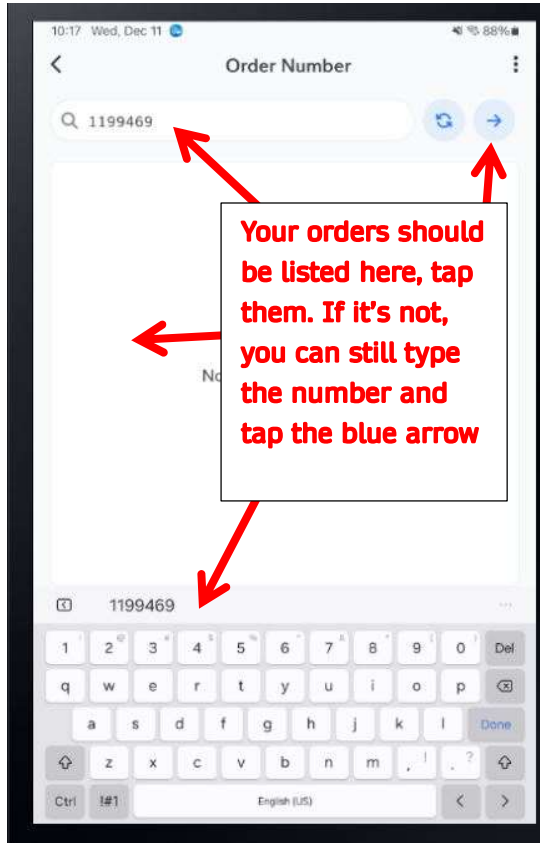 10:17 Wed, Dec 11 88%
Order Number
1199469
Your orders should
be listed here, tap
them. If it's not,
you can still type
the number and
tap the blue arrow
1199469
1 2 @ 3 # 4 $ 5 % 6 ^ 7 & 8 * 9 ( 0 ) Del
q w e r t y u i o p
a s d f g h j k l Done
z x c v b n m , ! . ?
Ctrl !#1 English (US) < >